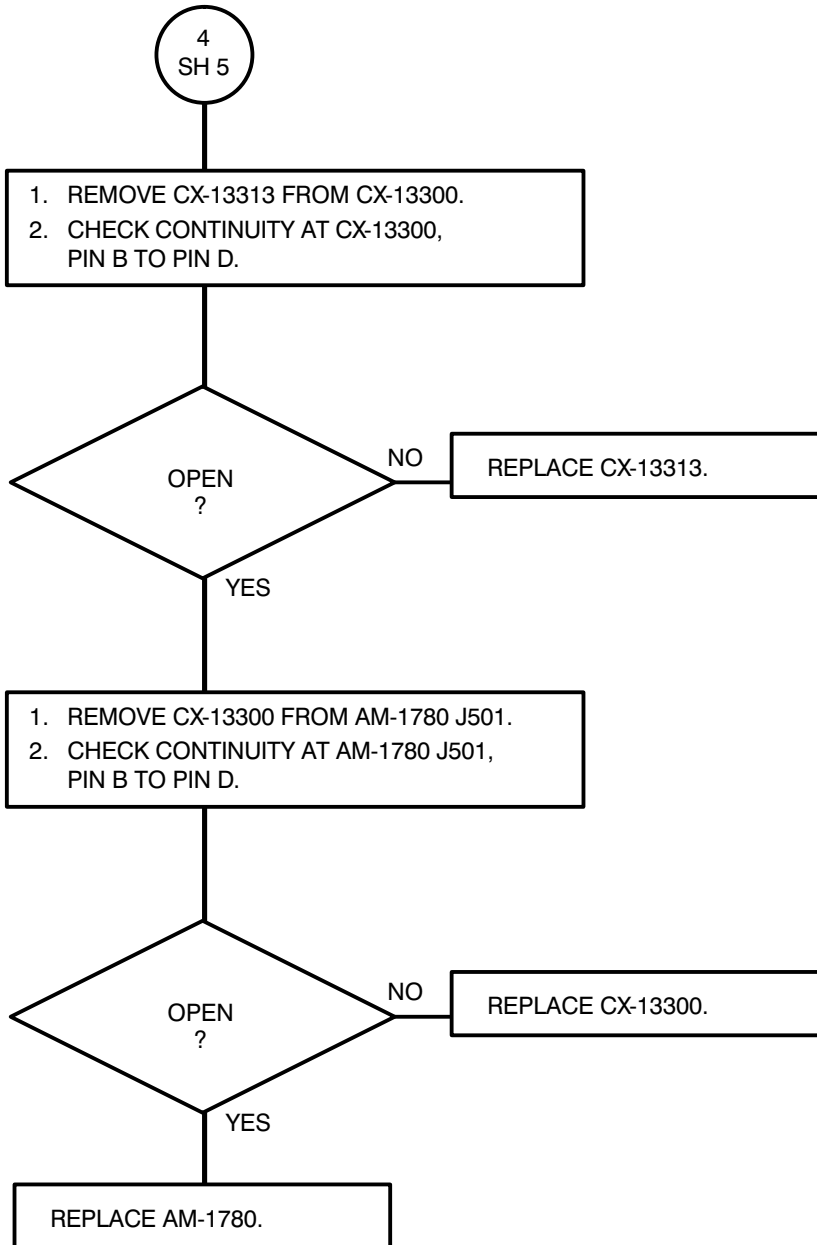 4
SH 5
1. REMOVE CX-13313 FROM CX-13300.
2. CHECK CONTINUITY AT CX-13300,
PIN B TO PIN D.
OPEN
?
NO
REPLACE CX-13313.
YES
1. REMOVE CX-13300 FROM AM-1780 J501.
2. CHECK CONTINUITY AT AM-1780 J501,
PIN B TO PIN D.
OPEN
?
NO
REPLACE CX-13300.
YES
REPLACE AM-1780.